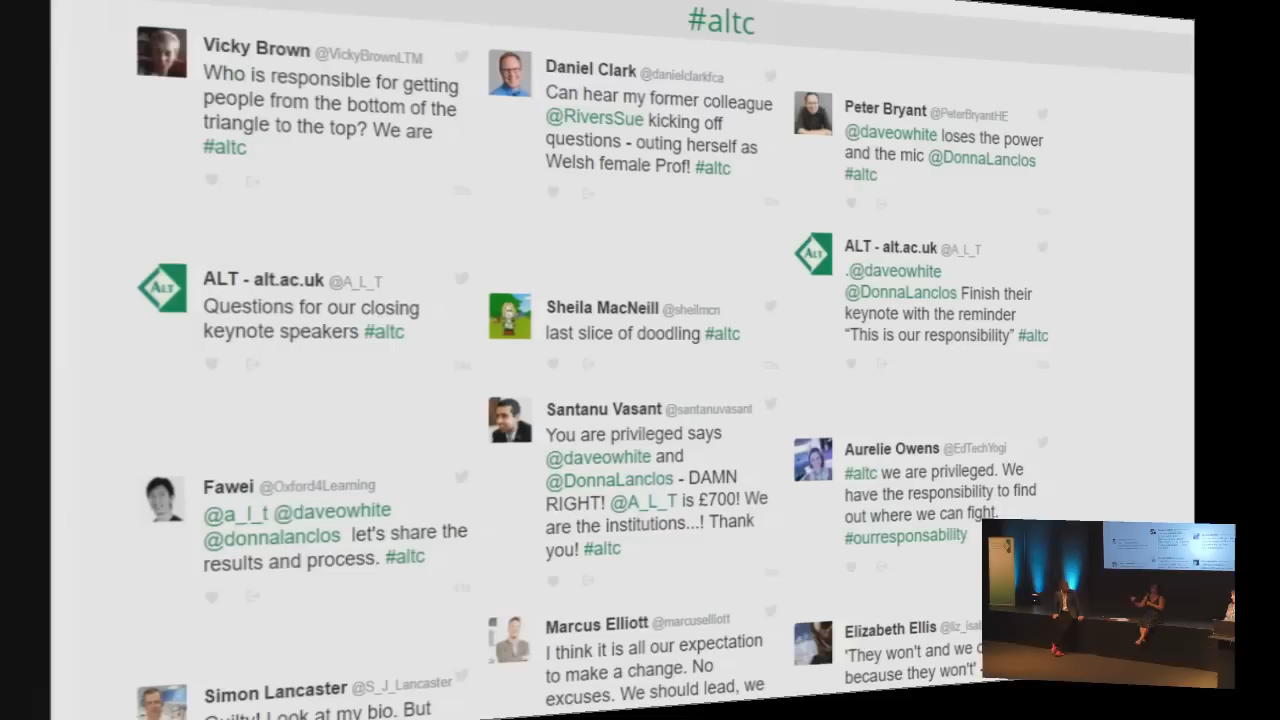 #altc
Vicky Brown @VickyBrownLTM
Who is responsible for getting
people from the bottom of the
triangle to the top? We are
#altc
ALT - alt.ac.uk @A_L_T
Questions for our closing
keynote speakers #altc
Fawei @Oxford4Learning
@a_l_t @daveowhite
@donnalanclos let's share the
results and process. #altc
Simon Lancaster @S_J_Lancaster
Guilty! Look at my bio. But
Daniel Clark @danielclarkfca
Can hear my former colleague
@RiversSue kicking off
questions - outing herself as
Welsh female Prof! #altc
Sheila MacNeill @sheilmcn
last slice of doodling #altc
Santanu Vasant @santanuvasant
You are privileged says
@daveowhite and
@DonnaLanclos - DAMN
RIGHT! @A_L_T is £700! We
are the institutions...! Thank
you! #altc
Marcus Elliott @marcuselliott
I think it is all our expectation
to make a change. No
excuses. We should lead, we
Peter Bryant @PeterBryantHE
@daveowhite loses the power
and the mic @DonnaLanclos
#altc
ALT - alt.ac.uk @A_L_T
.@daveowhite
@DonnaLanclos Finish their
keynote with the reminder
“This is our responsibility” #altc
Aurelie Owens @EdTechYogi
#altc we are privileged. We
have the responsibility to find
out where we can fight.
#ourresponsability
Elizabeth Ellis @liz_isa
'They won't and we
because they won't' -
ALT
ALT